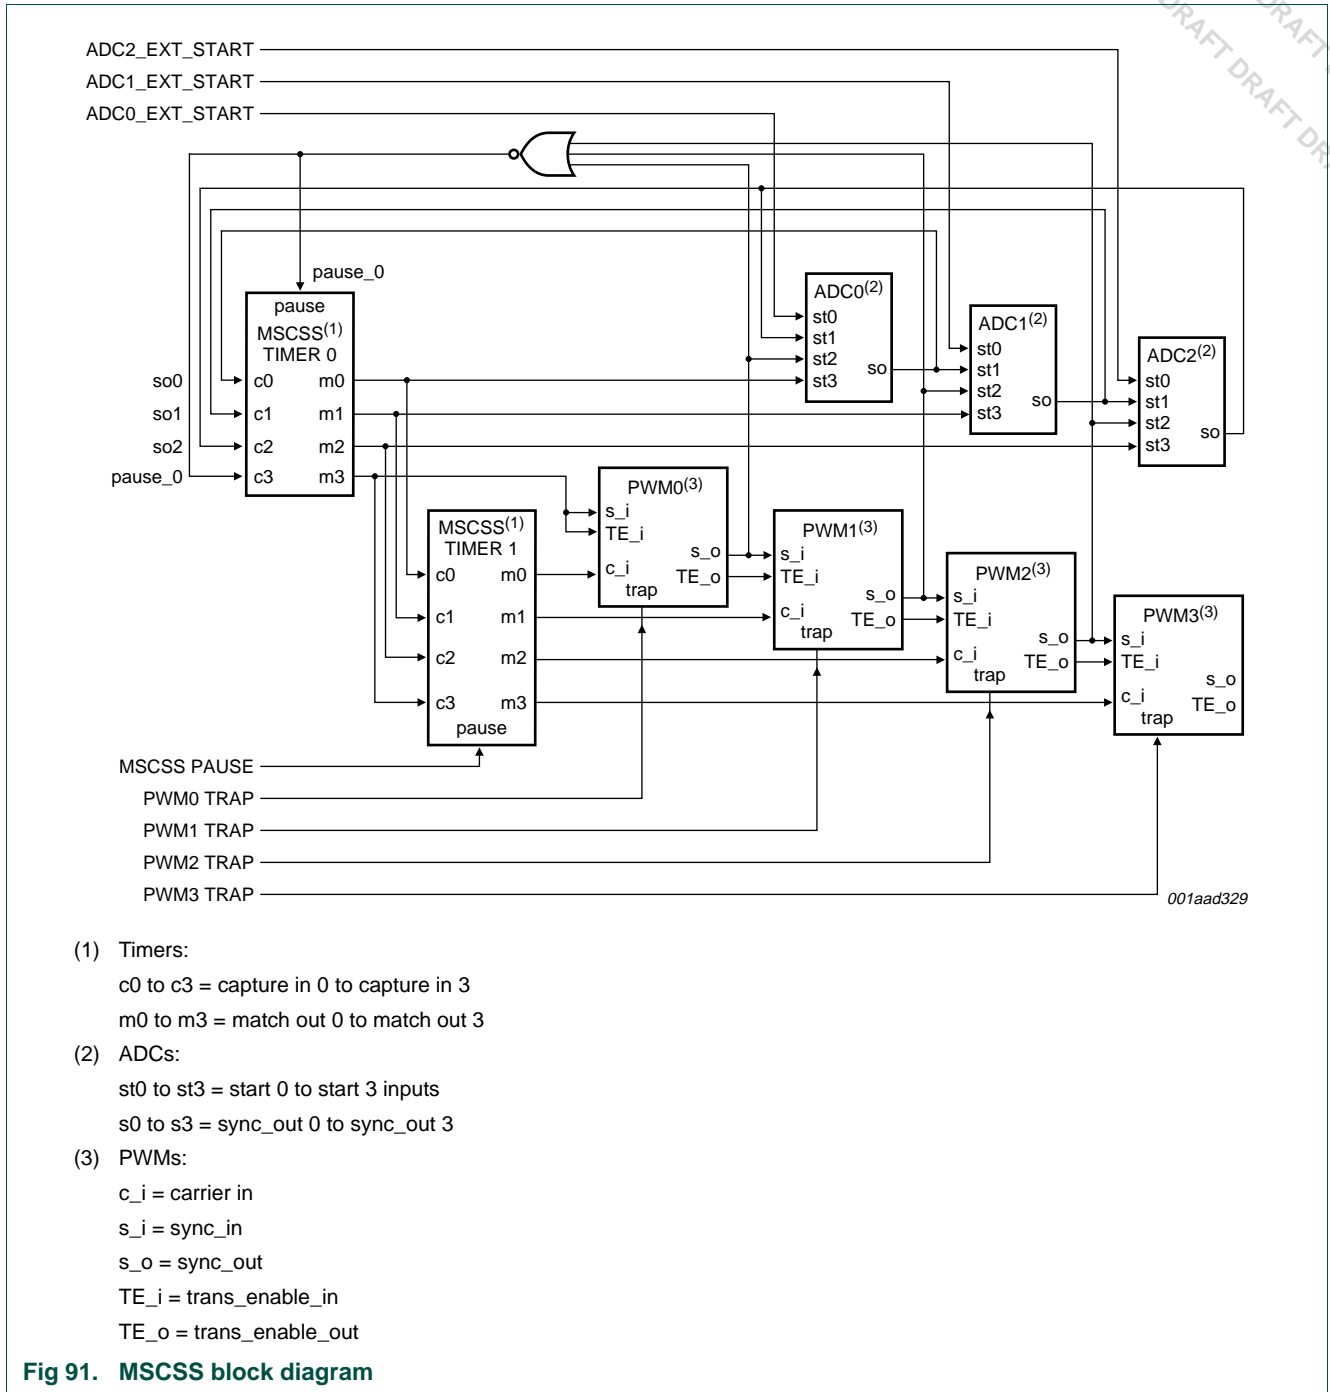 DRAFT DRAFT DR
DRAFT
ADC2_EXT_START
ADC1_EXT_START
ADC0_EXT_START
pause_0
pause
MSCSS(1)
TIMER 0
so0
c0
m0
so1
c1
m1
so2
c2
m2
pause_0
c3
m3
ADC0(2)
st0
st1
st2
st3
so
ADC1(2)
st0
st1
st2
st3
so
ADC2(2)
st0
st1
st2
st3
so
MSCSS(1)
TIMER 1
c0
m0
c1
m1
c2
m2
c3
m3
pause
PWM0(3)
s_i
TE_i
s_o
c_i
TE_o
trap
PWM1(3)
s_i
TE_i
s_o
c_i
TE_o
trap
PWM2(3)
s_i
TE_i
s_o
c_i
TE_o
trap
PWM3(3)
s_i
TE_i
s_o
c_i
TE_o
trap
MSCSS PAUSE
PWM0 TRAP
PWM1 TRAP
PWM2 TRAP
PWM3 TRAP
001aad329
(1) Timers:
c0 to c3 = capture in 0 to capture in 3
m0 to m3 = match out 0 to match out 3
(2) ADCs:
st0 to st3 = start 0 to start 3 inputs
s0 to s3 = sync_out 0 to sync_out 3
(3) PWMs:
c_i = carrier in
s_i = sync_in
s_o = sync_out
TE_i = trans_enable_in
TE_o = trans_enable_out
Fig 91. MSCSS block diagram